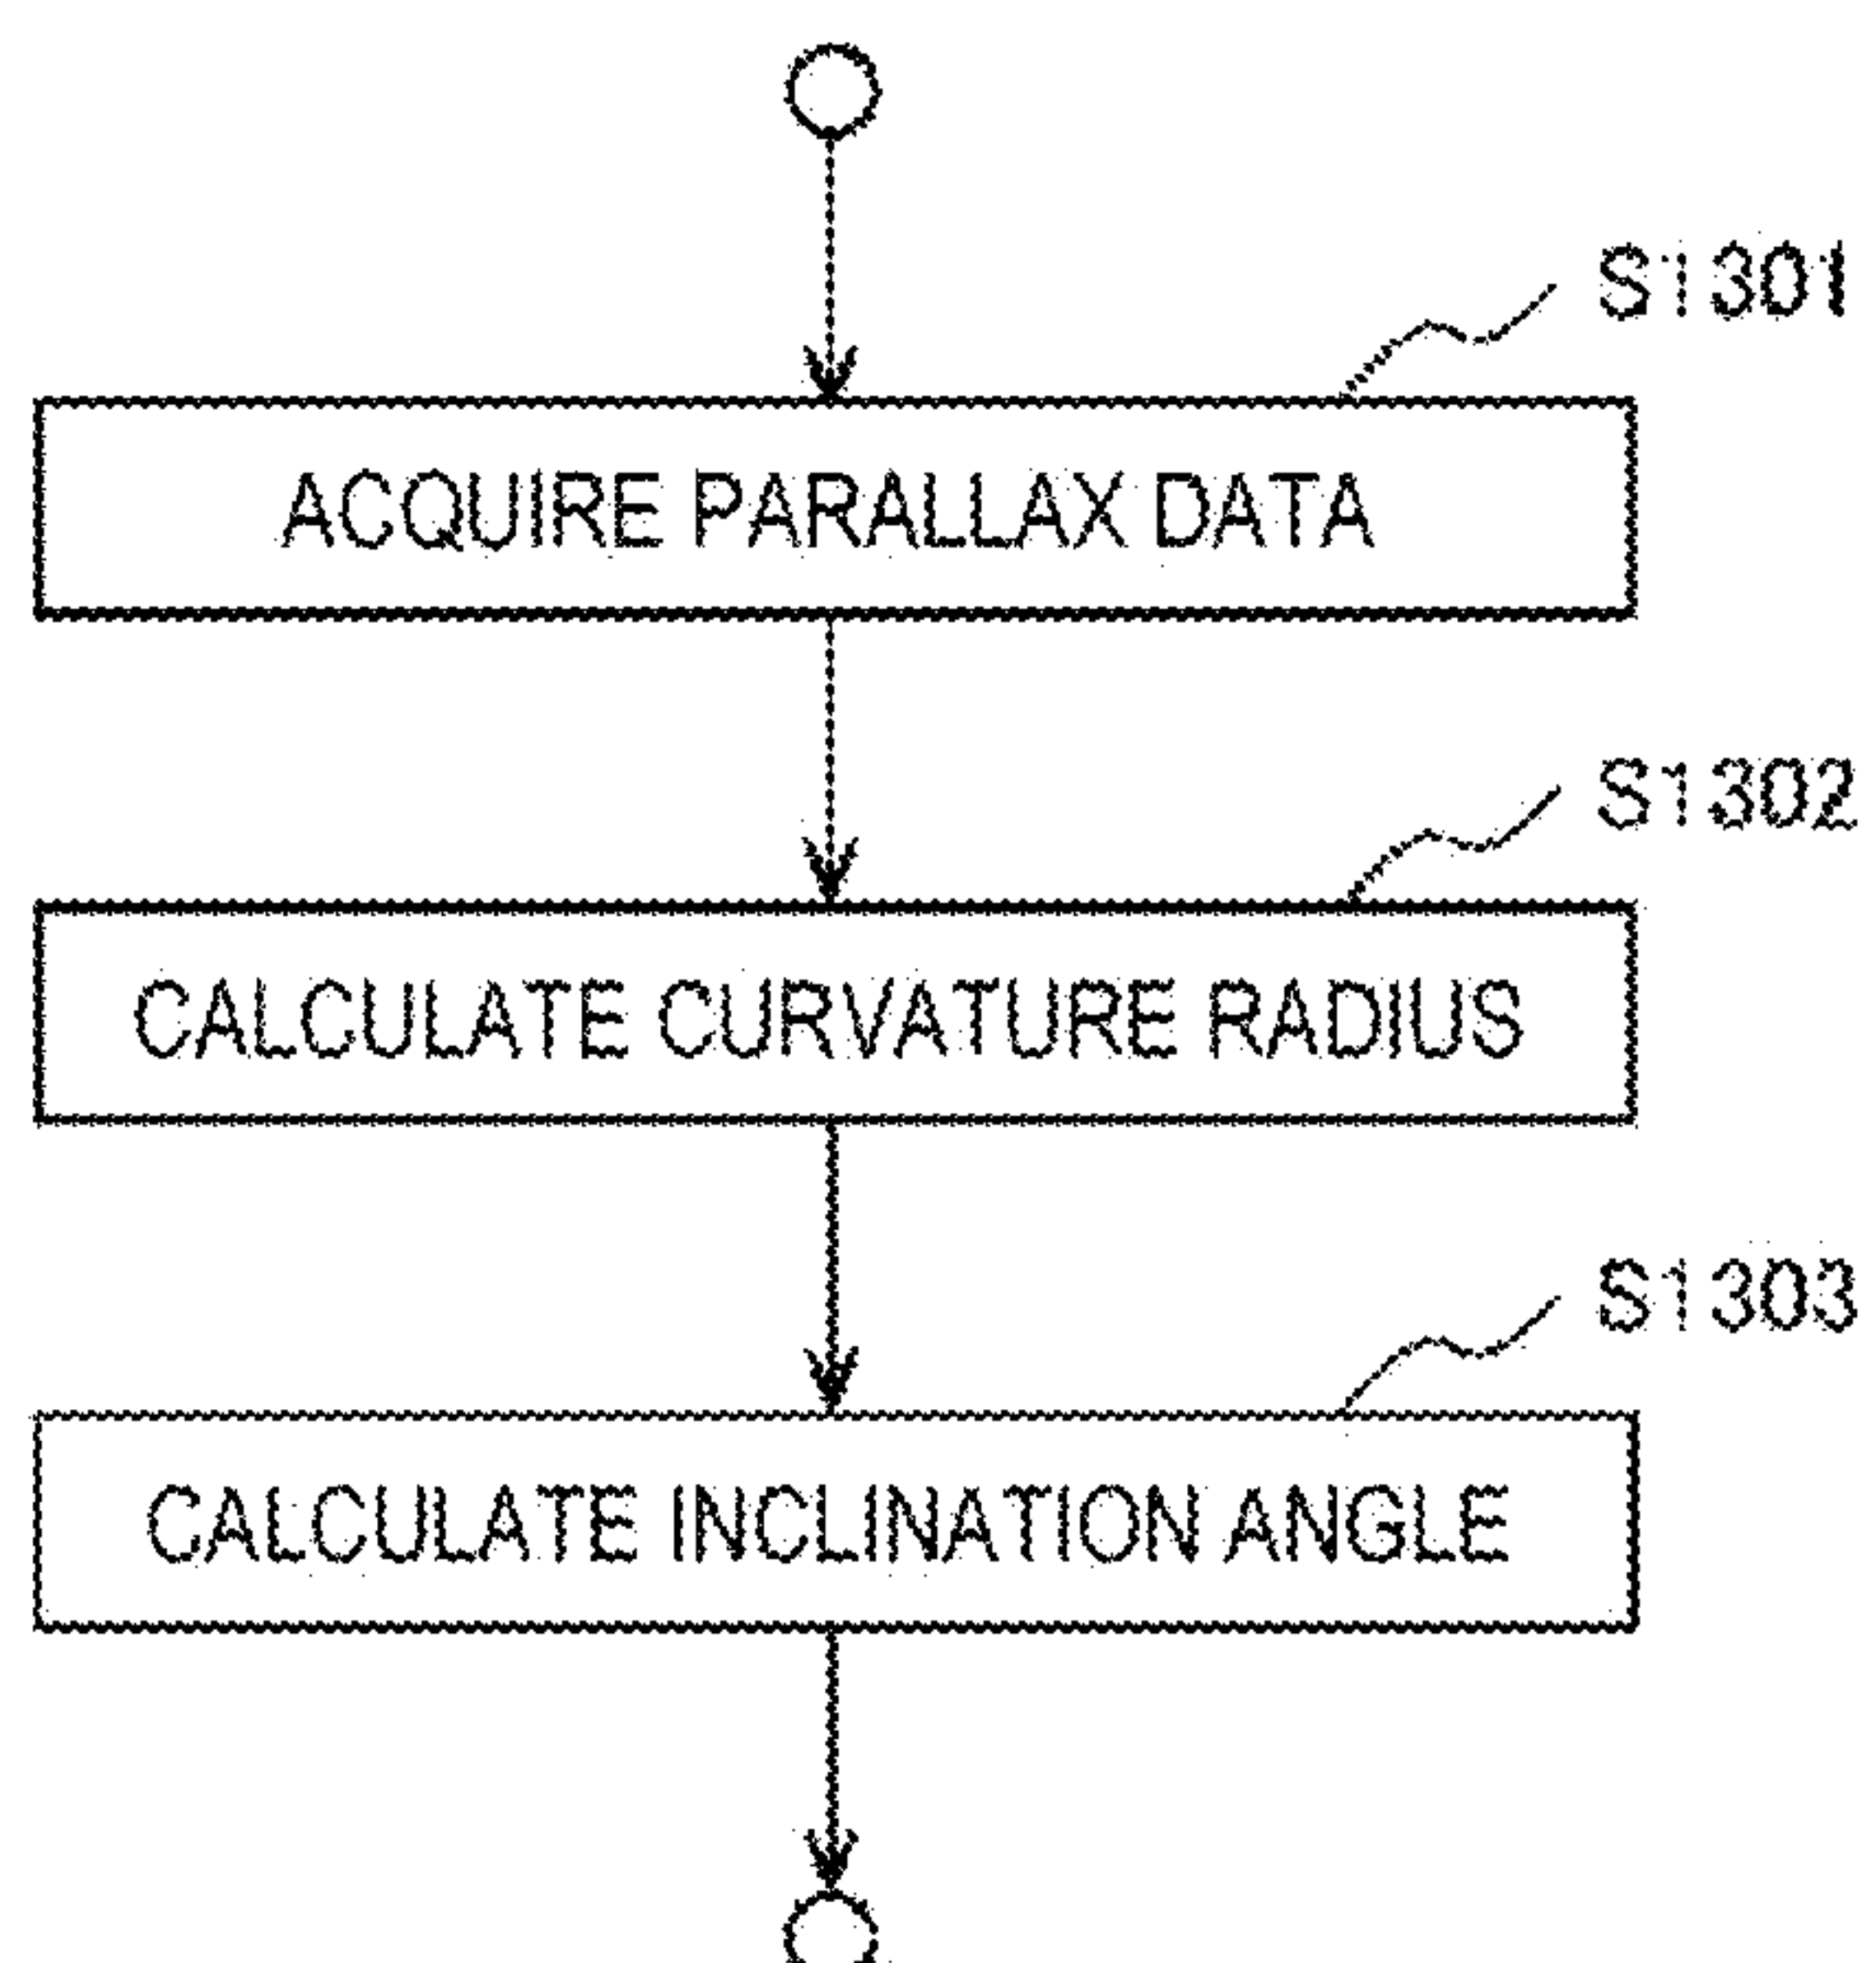 S1301
ACQUIRE PARALLAX DATA
S1302
CALCULATE CURVATURE RADIUS
S1303
CALCULATE INCLINATION ANGLE